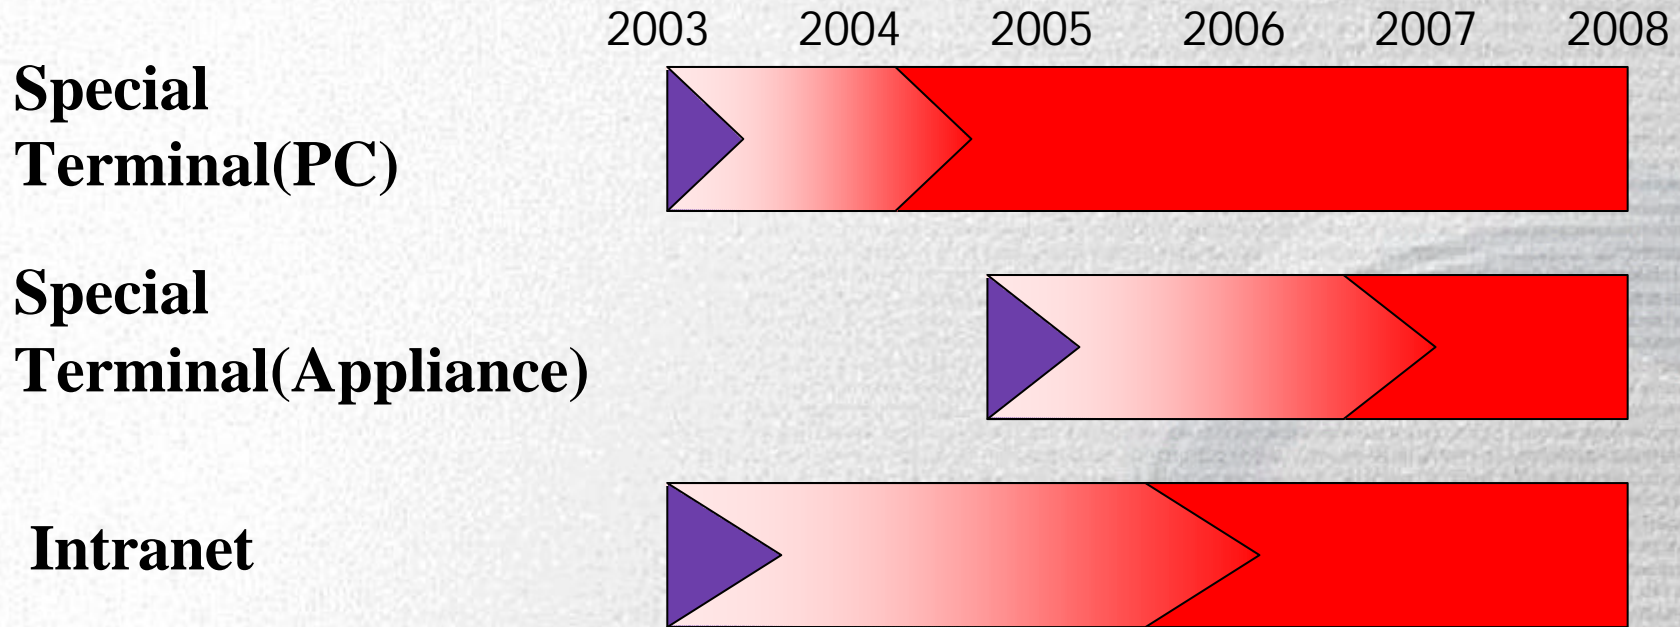 2003 2004 2005 2006 2007 2008
Special
Terminal(PC)
Special
Terminal(Appliance)
Intranet